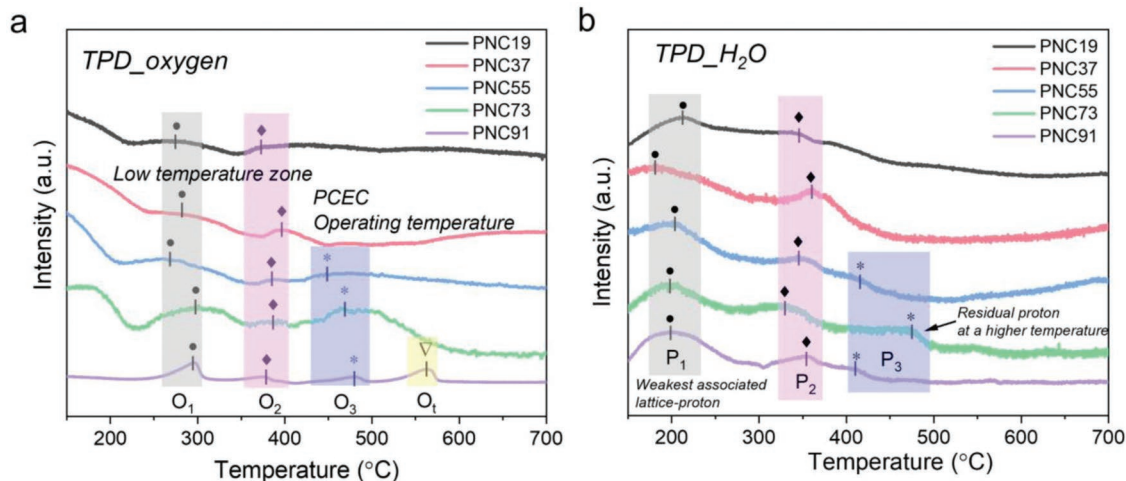 a
TPD_oxygen
PNC19
PNC37
PNC55
PNC73
PNC91
Low temperature zone
PCEC
Operating temperature
O1
O2
O3
Ot
Intensity (a.u.)
200
300
400
500
600
700
Temperature (°C)
b
TPD_H2O
PNC19
PNC37
PNC55
PNC73
PNC91
Residual proton
at a higher temperature
P1
P2
P3
Weakest associated
lattice-proton
Intensity (a.u.)
200
300
400
500
600
700
Temperature (°C)